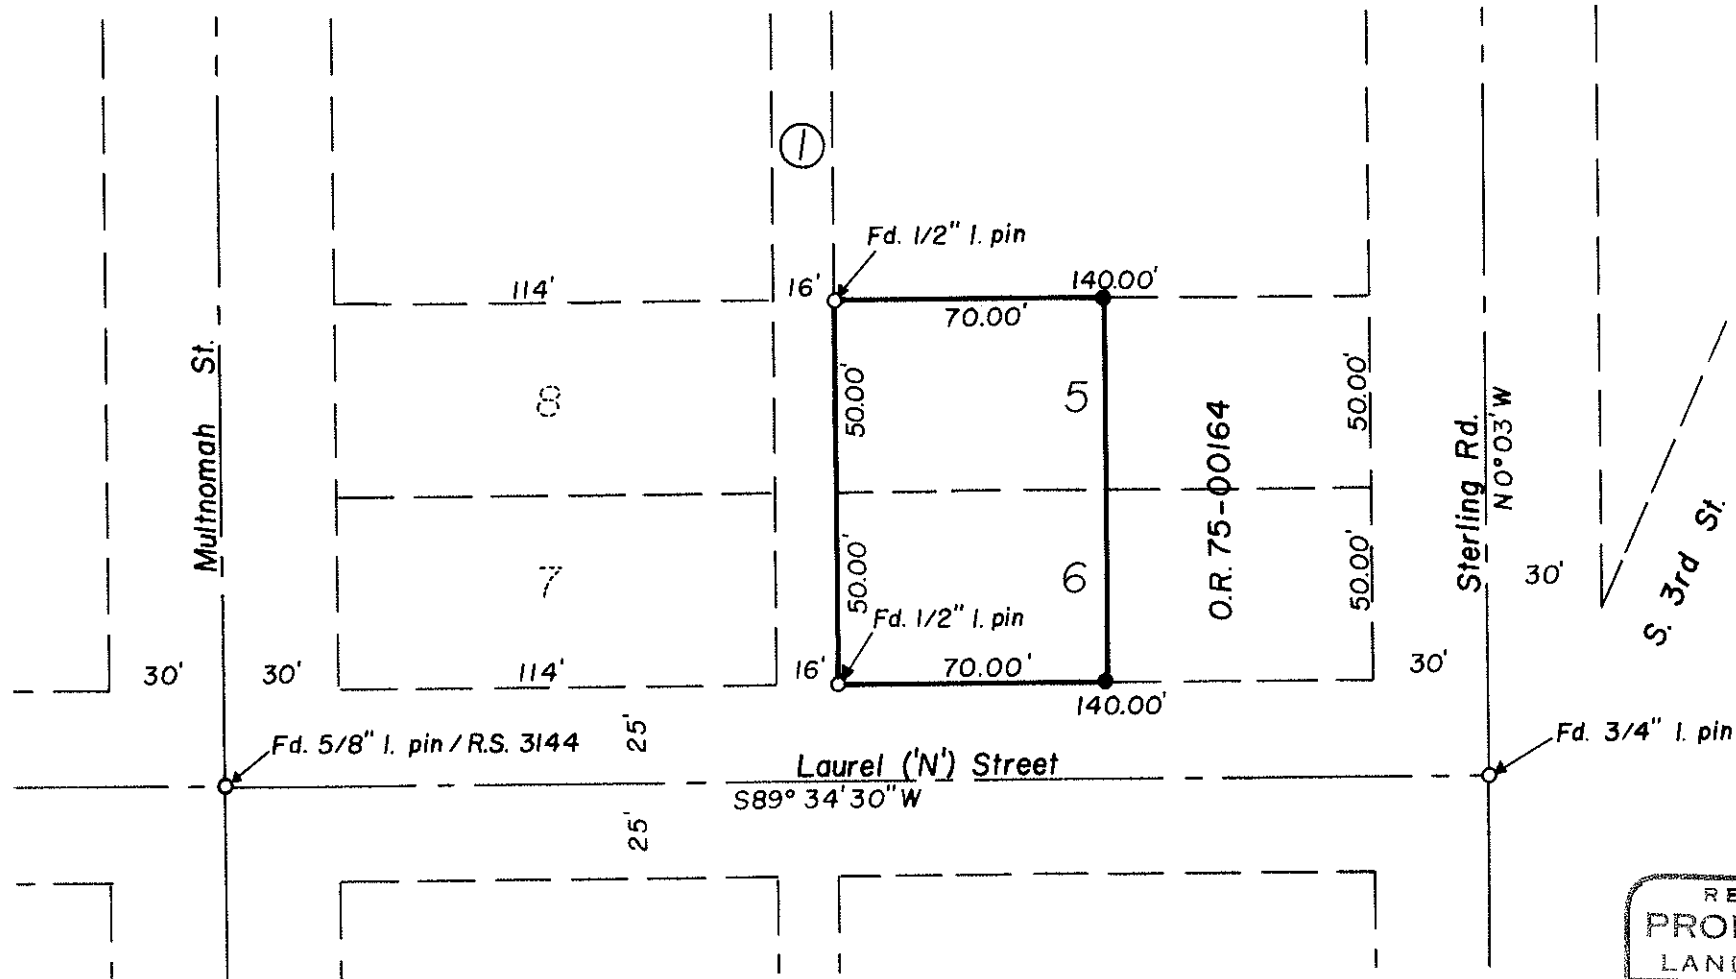 1
Fd. 1/2" I. pin
114'
16'
140.00'
70.00'
Multnomah St.
8
50.00'
5
O.R. 75-00164
50.00'
Sterling Rd.
N 0° 03' W
S. 3rd St.
7
50.00'
6
50.00'
30'
Fd. 1/2" I. pin
30'
30'
114'
16'
70.00'
140.00'
30'
Fd. 5/8" I. pin / R.S. 3144
25'
Fd. 3/4" I. pin
Laurel ('N') Street
S89° 34' 30" W
25'
RE
PRO
LAN